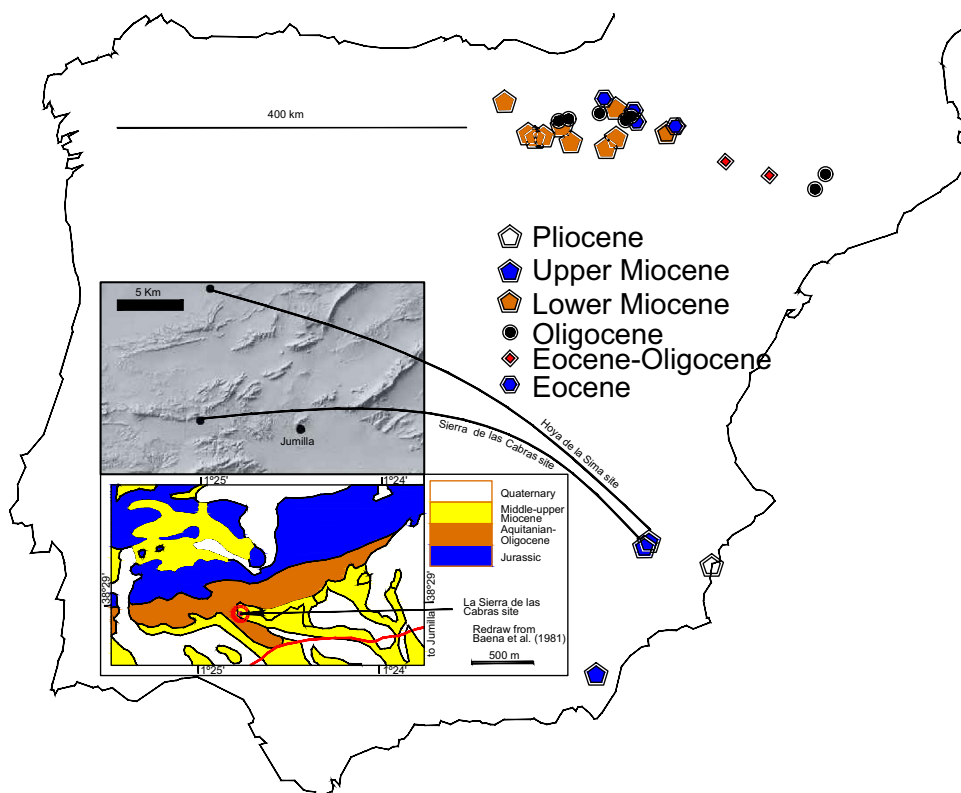 400 km
Pliocene
Upper Miocene
Lower Miocene
Oligocene
Eocene-Oligocene
Eocene
5 Km
Jumilla
Hoya de la Sima site
Sierra de las Cabras site
1°25'
1°24'
Quaternary
Middle-upper
Miocene
Aquitanian-
Oligocene
Jurassic
38°29'
38°29'
to Jumilla
La Sierra de las
Cabras site
Redraw from
Baena et al. (1981)
500 m
1°25'
1°24'